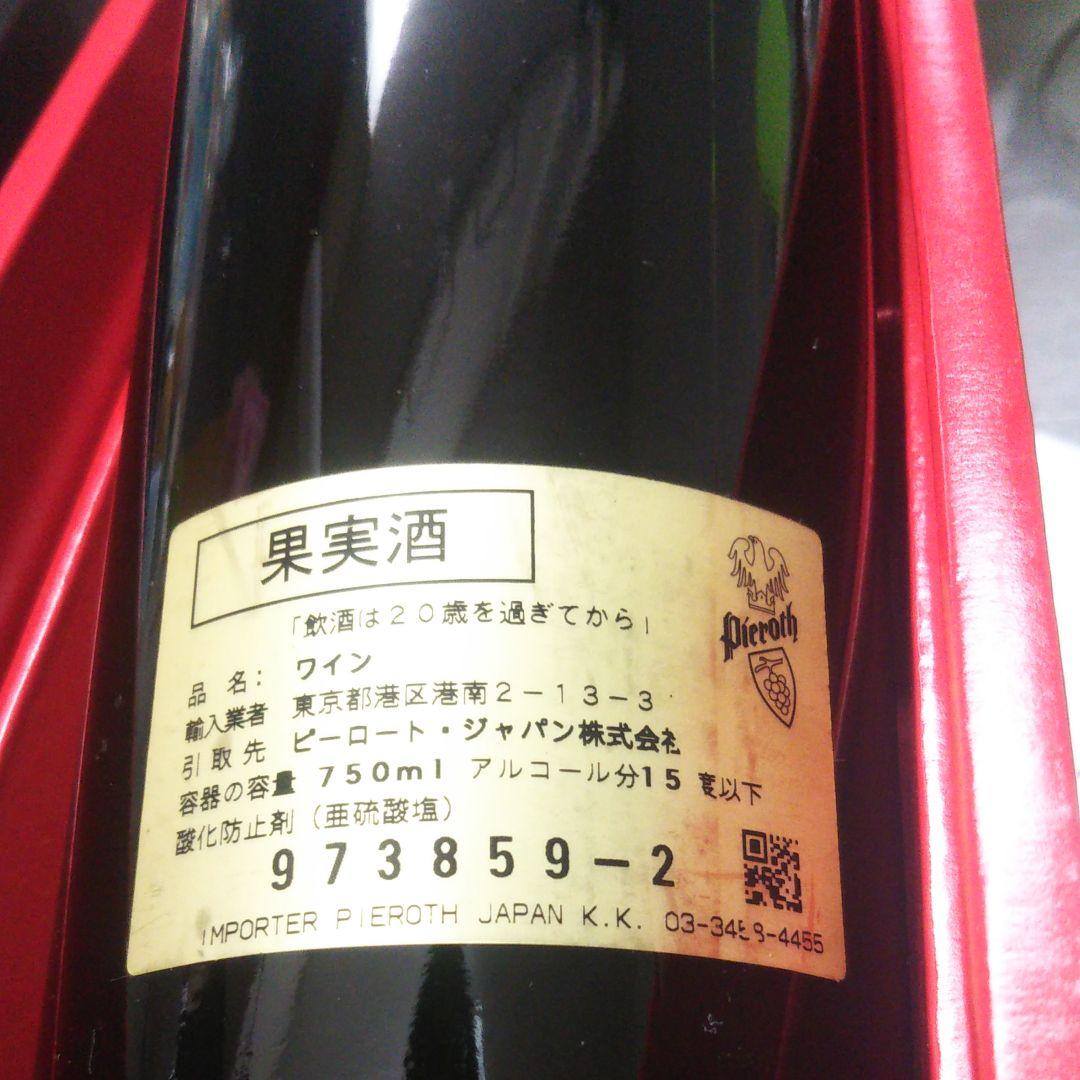 果実酒
「飲酒は20歳を過ぎてから」
品 名: ワイン
輸入業者 東京都港区港南2-13-3
引取先 ピーロート・ジャパン株式会社
容器の容量 750ml アルコール分15度以下
酸化防止剤(亜硫酸塩)
973859-2
IMPORTER PIEROTH JAPAN K.K. 03-3458-4455
Pieroth